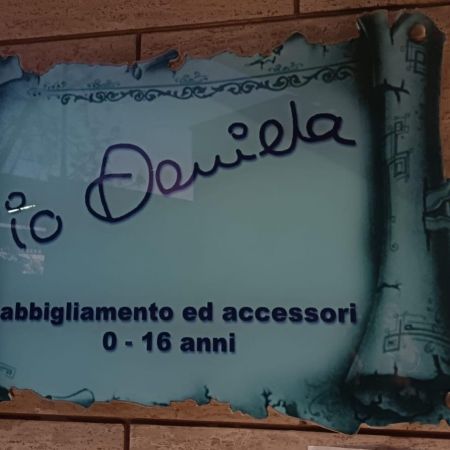 io Daniela
abbigliamento ed accessori
0 - 16 anni